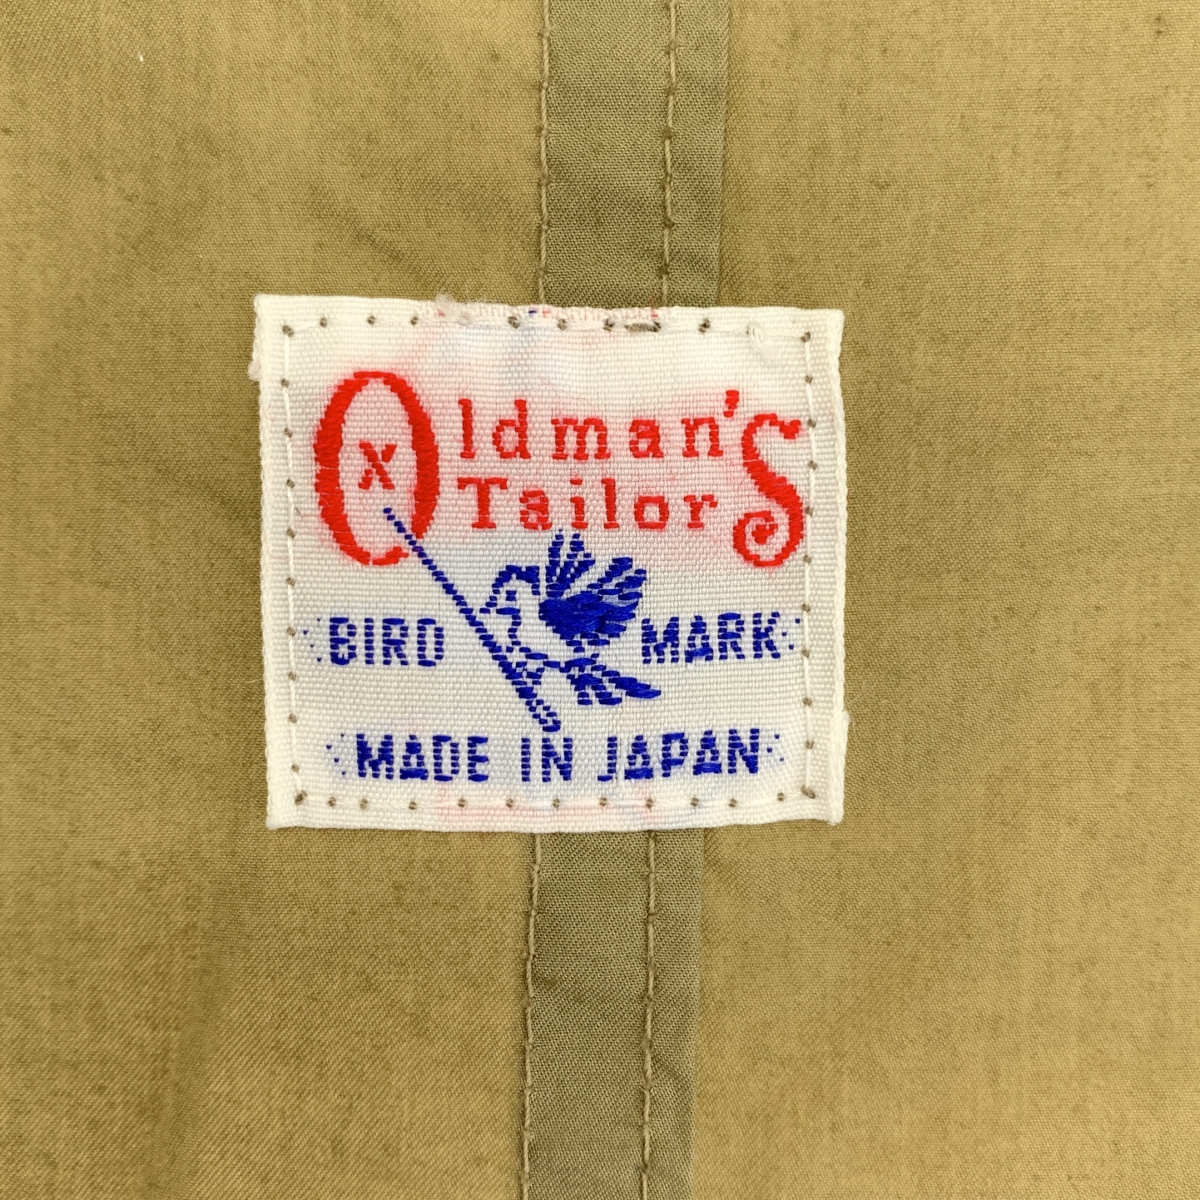 Oldman's
Tailor
BIRD MARK
MADE IN JAPAN